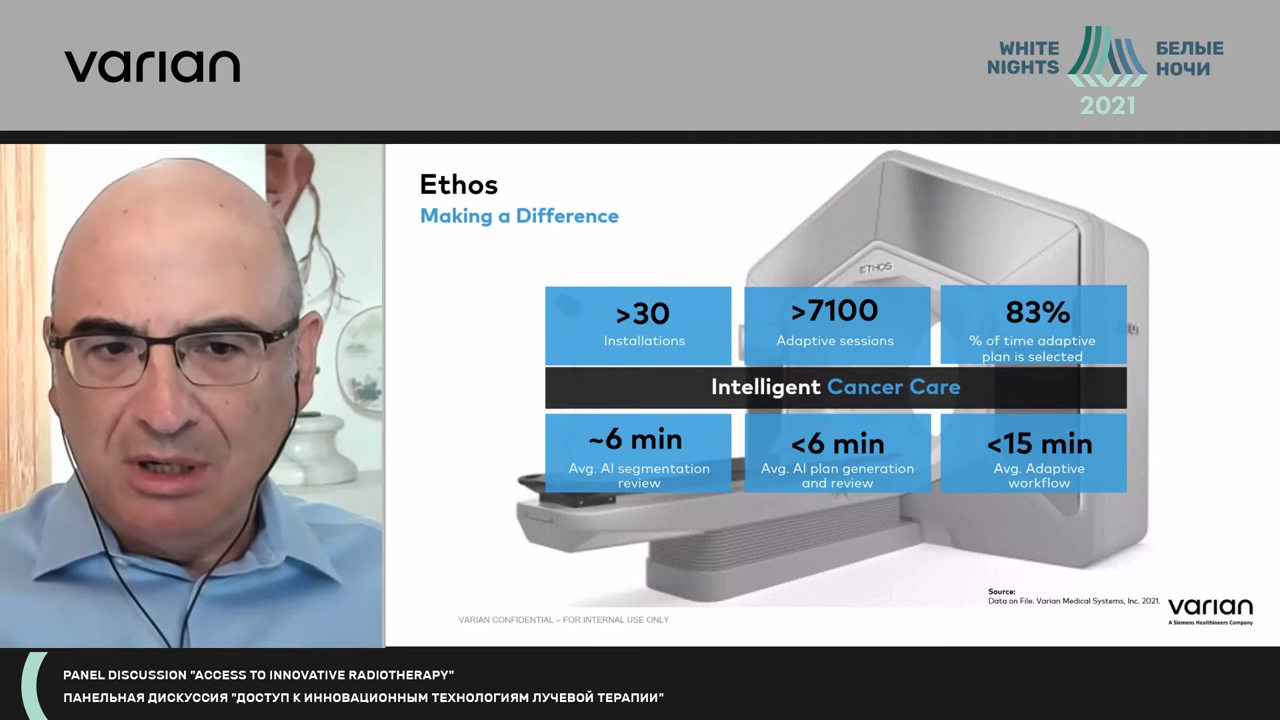 varian
WHITE
NIGHTS
БЕЛЫЕ
НОЧИ
2021
Ethos
Making a Difference
ETHOS
>30
Installations
>7100
Adaptive sessions
83%
% of time adaptive
plan is selected
Intelligent Cancer Care
~6 min
Avg. AI segmentation
review
<6 min
Avg. AI plan generation
and review
<15 min
Avg. Adaptive
workflow
Source:
Data on File. Varian Medical Systems, Inc. 2021.
varian
A Siemens Healthineers Company
VARIAN CONFIDENTIAL – FOR INTERNAL USE ONLY
PANEL DISCUSSION "ACCESS TO INNOVATIVE RADIOTHERAPY"
ПАНЕЛЬНАЯ ДИСКУССИЯ "ДОСТУП К ИННОВАЦИОННЫМ ТЕХНОЛОГИЯМ ЛУЧЕВОЙ ТЕРАПИИ"